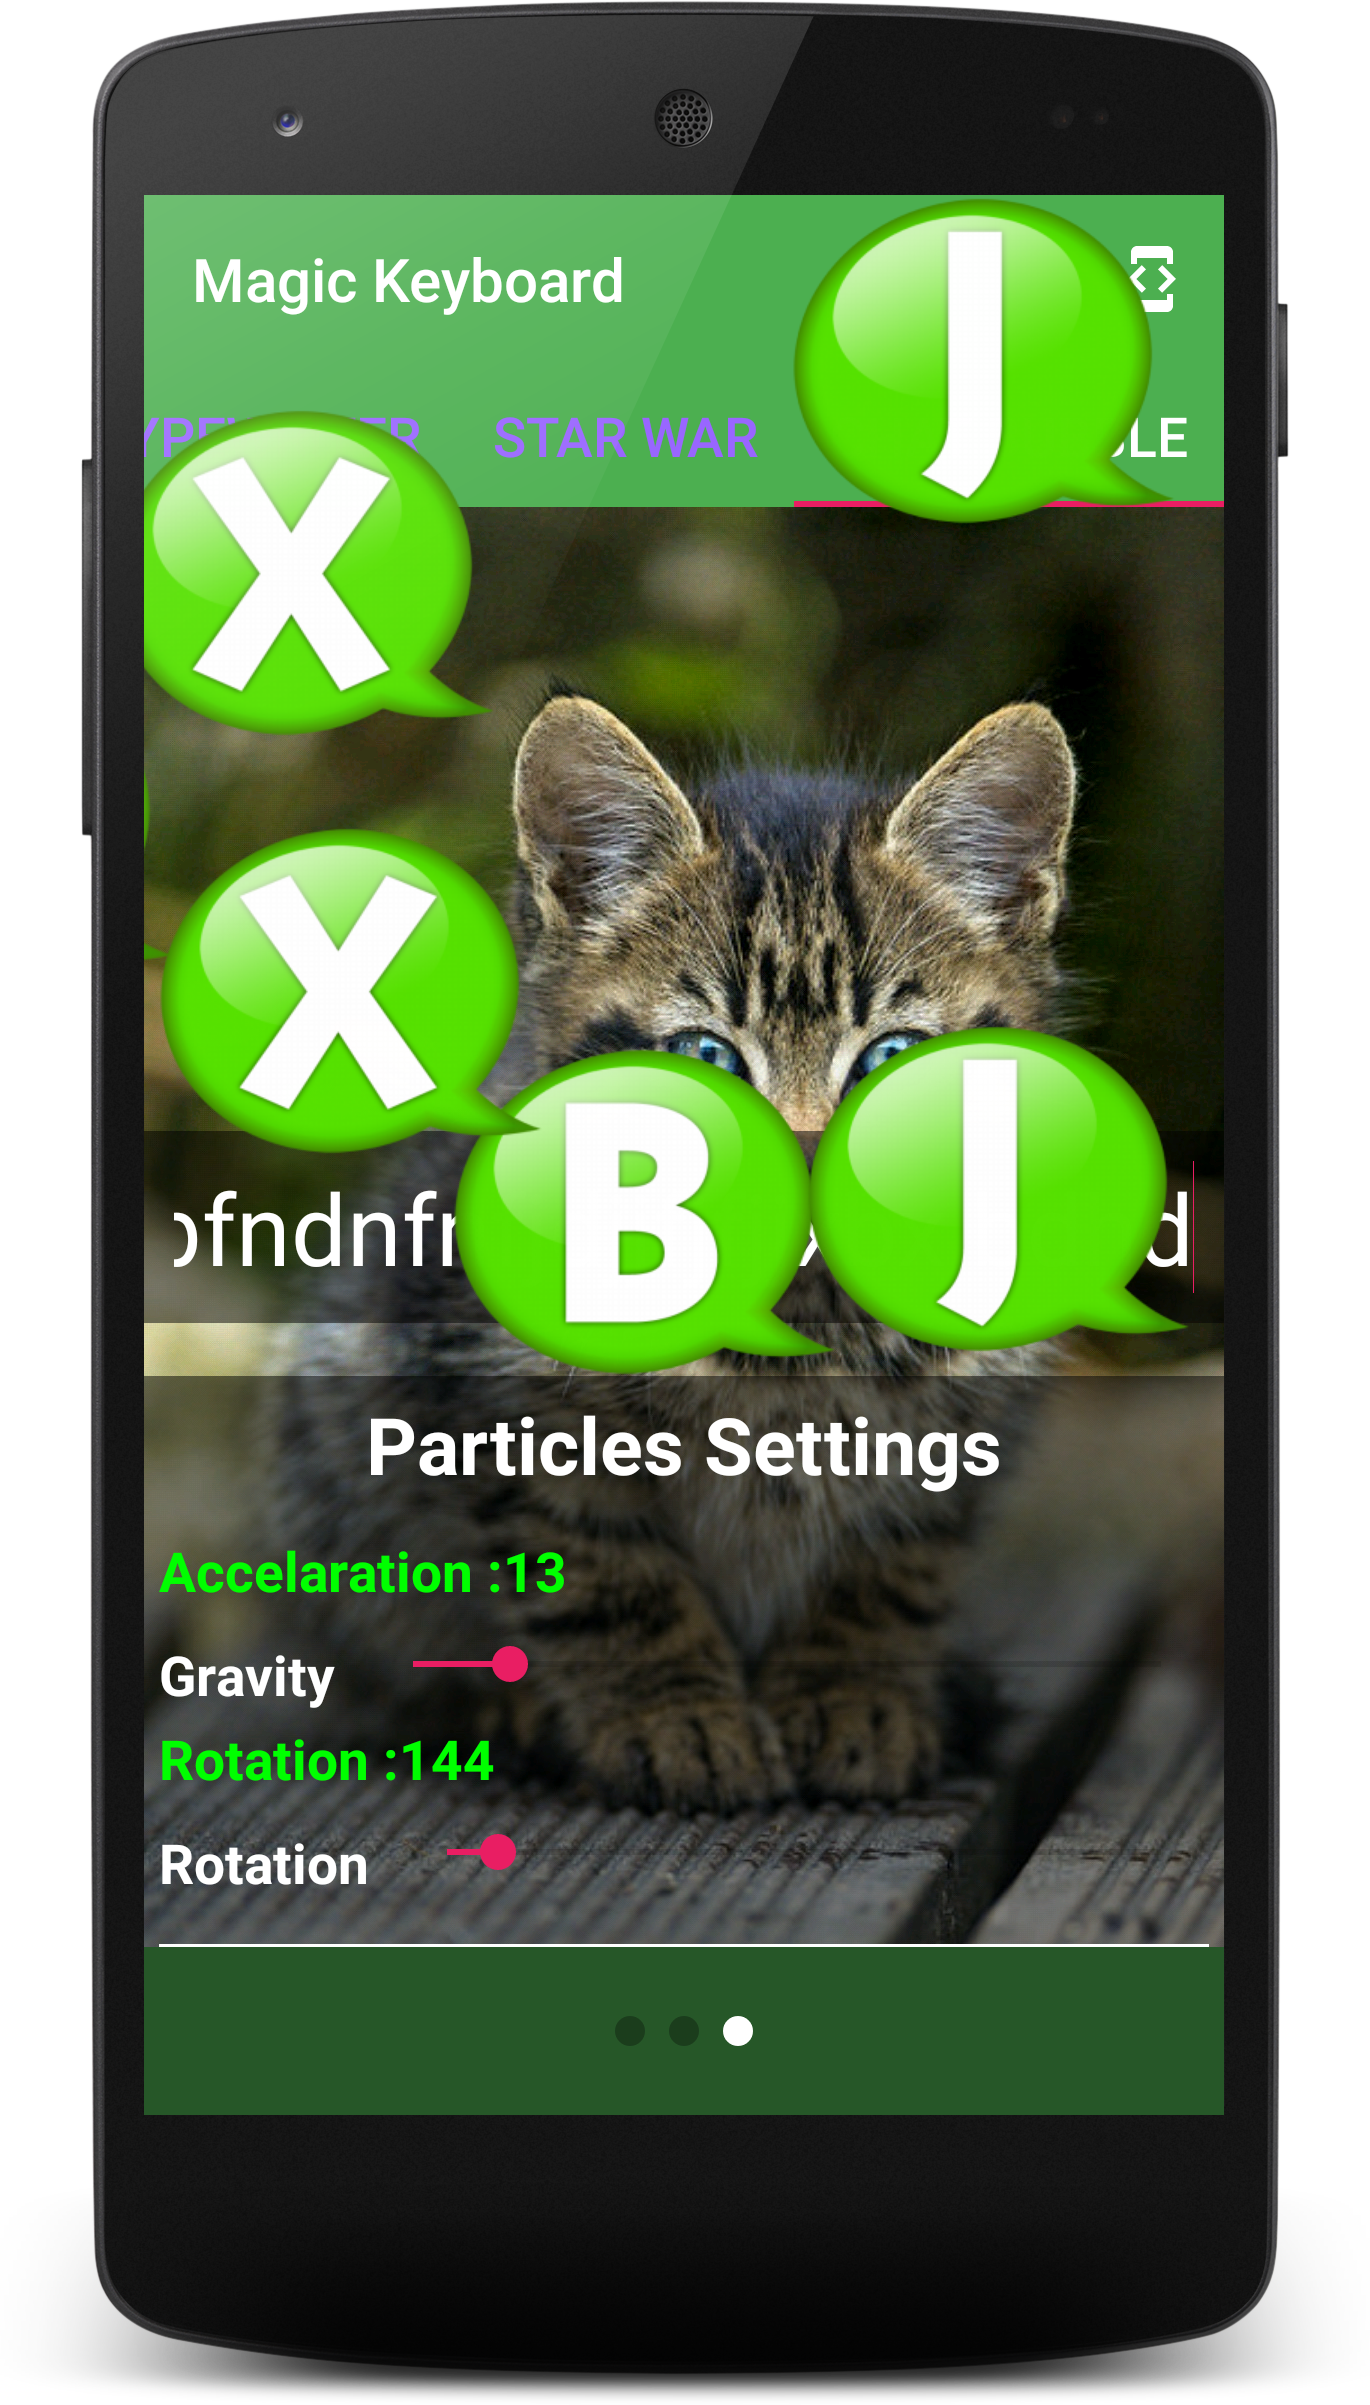 Magic Keyboard
J
STAR WAR
X
X
B
J
Particles Settings
Accelaration :13
Gravity
Rotation :144
Rotation